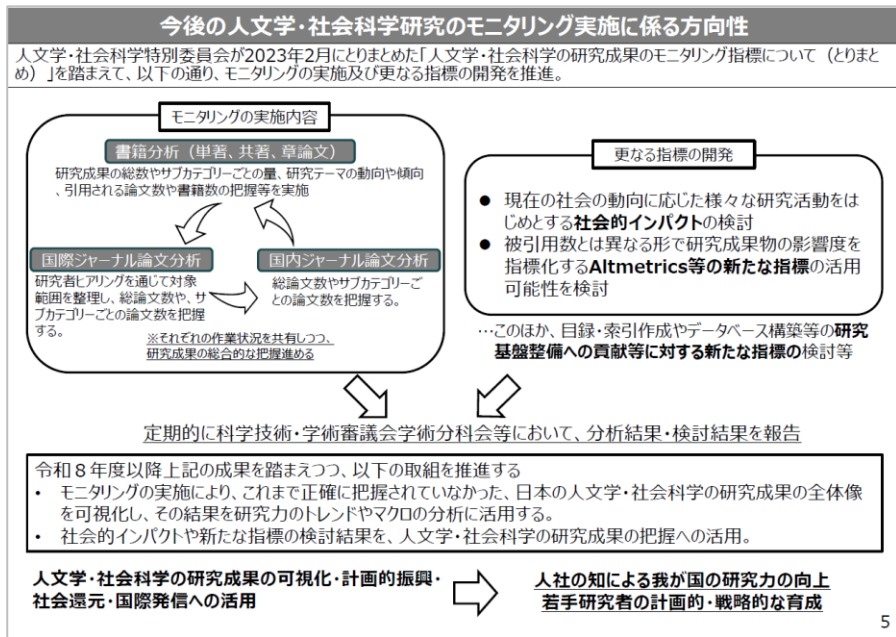 今後の人文学・社会科学研究のモニタリング実施に係る方向性
人文学・社会科学特別委員会が2023年2月にとりまとめた「人文学・社会科学の研究成果のモニタリング指標について（とりまと
め）」を踏まえて、以下の通り、モニタリングの実施及び更なる指標の開発を推進。
モニタリングの実施内容
書籍分析（単著、共著、章論文）
研究成果の総数やサブカテゴリーごとの量、研究テーマの動向や傾向
、引用される論文数や書籍数の把握等を実施
国際ジャーナル論文分析
研究者ヒアリングを通じて対象
範囲を整理し、総論文数や、サ
ブカテゴリーごとの論文数を把握
する。
国内ジャーナル論文分析
総論文数やサブカテゴリーご
との論文数を把握する。
※それぞれの作業状況を共有しつつ、
研究成果の総合的な把握進める
更なる指標の開発
● 現在の社会の動向に応じた様々な研究活動をは
じめとする社会的インパクトの検討
● 被引用数とは異なる形で研究成果物の影響度を
指標化するAltmetrics等の新たな指標の活用
可能性を検討
…このほか、目録・索引作成やデータベース構築等の研究
基盤整備への貢献等に対する新たな指標の検討等
定期的に科学技術・学術審議会学術分科会等において、分析結果・検討結果を報告
令和８年度以降上記の成果を踏まえつつ、以下の取組を推進する
• モニタリングの実施により、これまで正確に把握されていなかった、日本の人文学・社会科学の研究成果の全体像
を可視化し、その結果を研究力のトレンドやマクロの分析に活用する。
• 社会的インパクトや新たな指標の検討結果を、人文学・社会科学の研究成果の把握への活用。
人文学・社会科学の研究成果の可視化・計画的振興・
社会還元・国際発信への活用
人社の知による我が国の研究力の向上
若手研究者の計画的・戦略的な育成
5